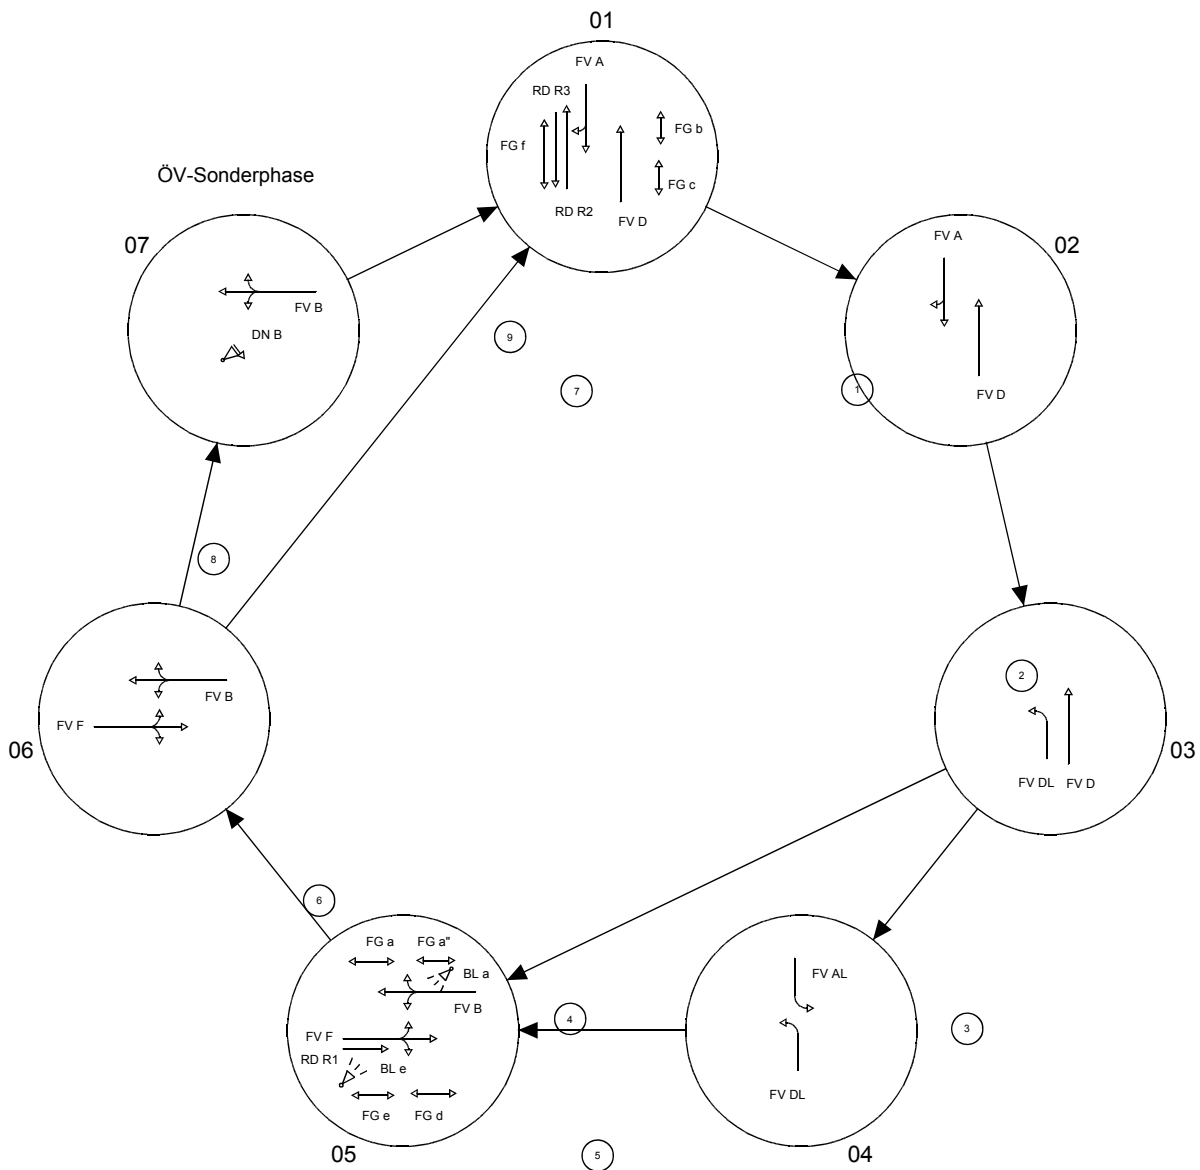 01
FV A
RD R3
FG f
FG b
FG c
RD R2
FV D
ÖV-Sonderphase
07
FV B
DN B
02
FV A
FV D
9
7
1
8
06
FV B
FV F
2
FV DL
FV D
03
6
FG a
FG a"
BL a
FV B
FV F
RD R1
BL e
FG e
FG d
05
4
5
FV AL
FV DL
04
3